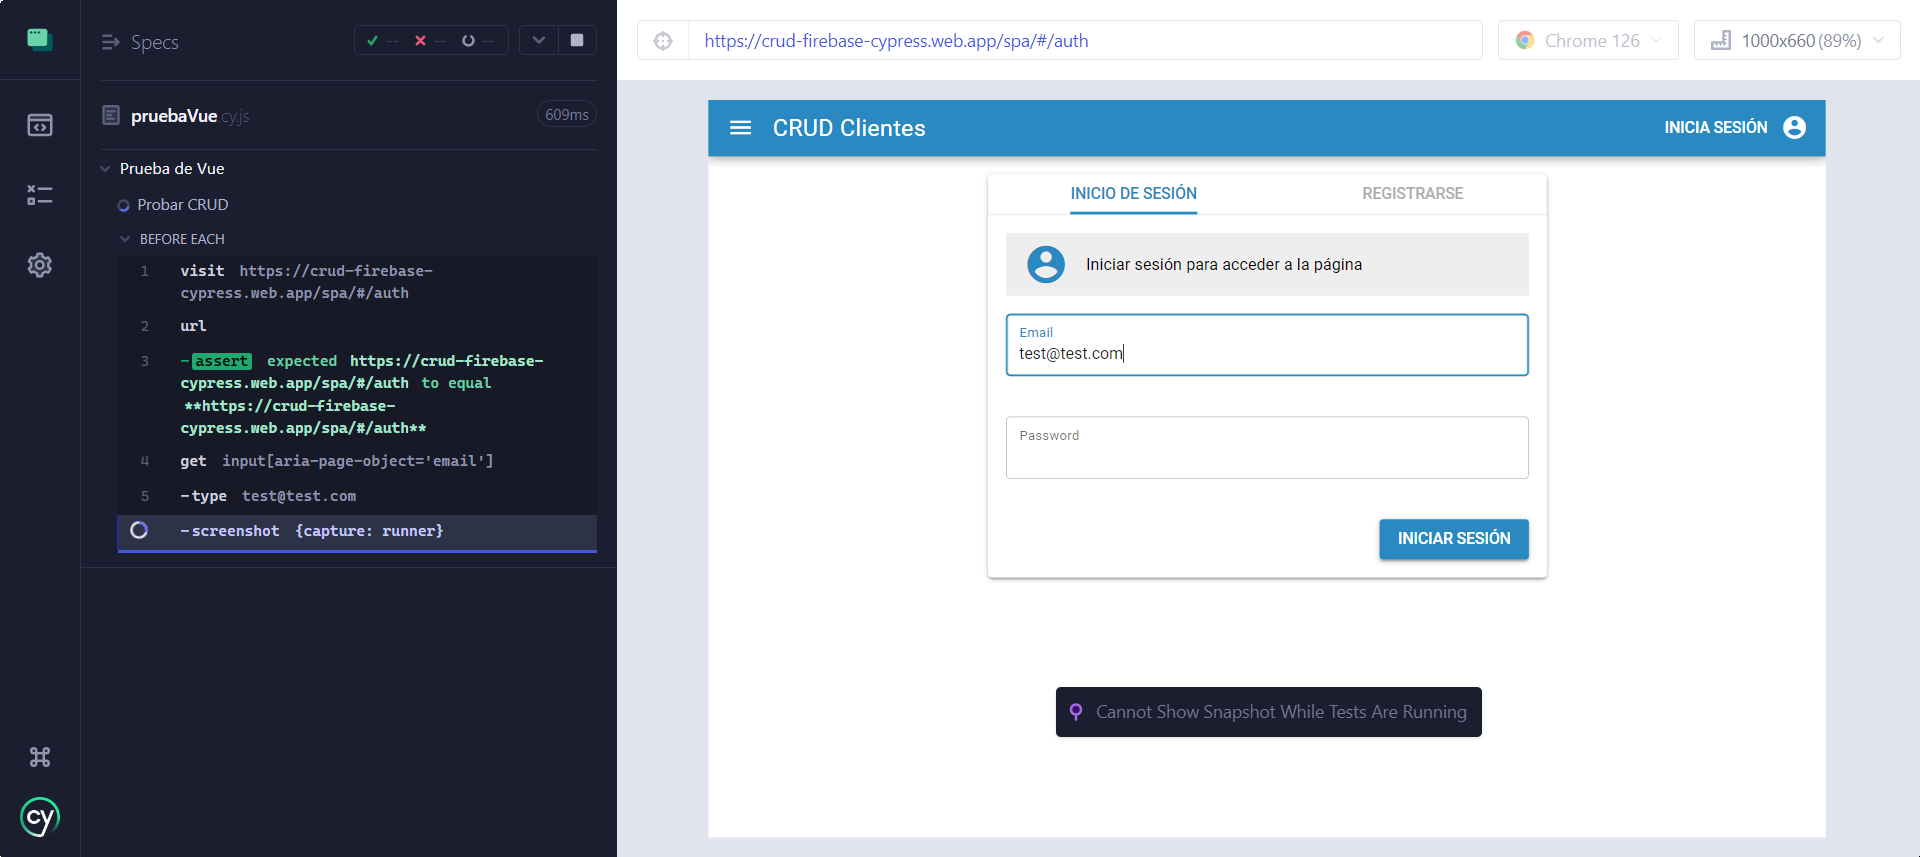 Specs
-- -- --
pruebaVue.cy.js
609ms
Prueba de Vue
Probar CRUD
BEFORE EACH
1 visit https://crud-firebase-
cypress.web.app/spa/#/auth
2 url
3 -assert expected https://crud-firebase-
cypress.web.app/spa/#/auth to equal
**https://crud-firebase-
cypress.web.app/spa/#/auth**
4 get input[aria-page-object='email']
5 -type test@test.com
-screenshot {capture: runner}
cy
https://crud-firebase-cypress.web.app/spa/#/auth
Chrome 126
1000x660 (89%)
CRUD Clientes
INICIA SESIÓN
INICIO DE SESIÓN
REGISTRARSE
Iniciar sesión para acceder a la página
Email
test@test.com
Password
INICIAR SESIÓN
Cannot Show Snapshot While Tests Are Running